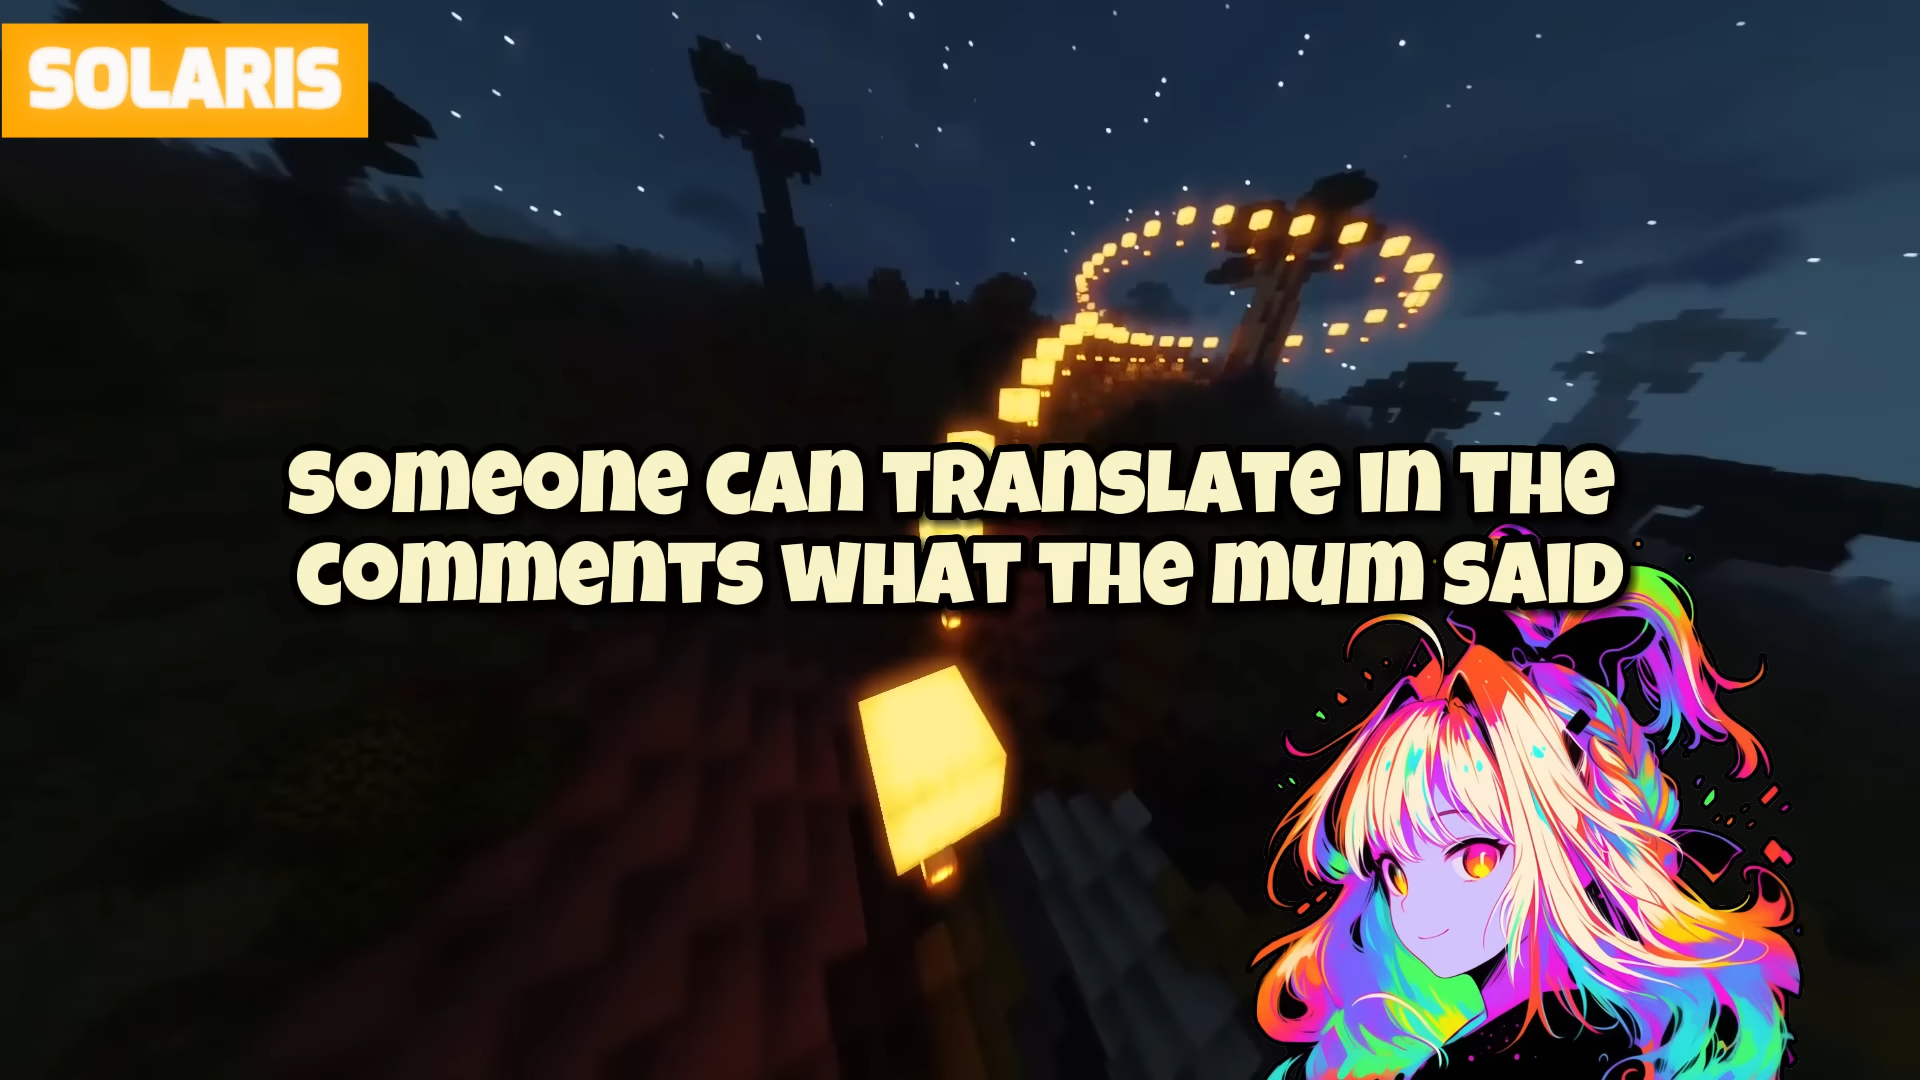 SOLARIS
SOMEONE CAN TRANSLATE IN THE
COMMENTS WHAT THE MUM SAID